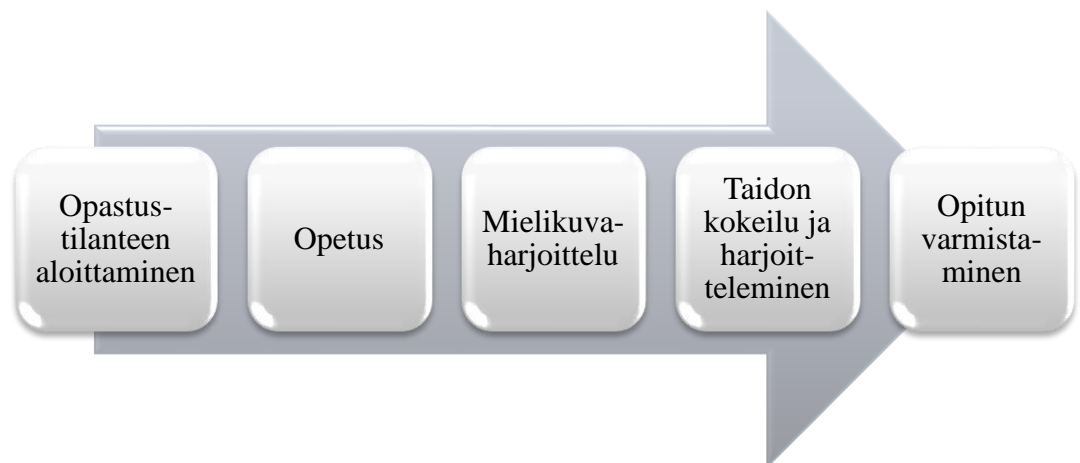 Opastus-
tilanteen
aloittaminen
Opetus
Mielikuva-
harjoittelu
Taidon
kokeilu ja
harjoit-
teleminen
Opitun
varmista-
minen